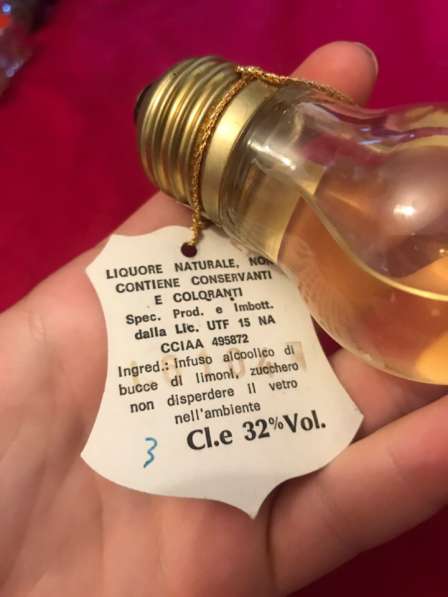 LIQUORE NATURALE, NON
CONTIENE CONSERVANTI
E COLORANTI
Spec. Prod. e Imbott.
dalla Lic. UTF 15 NA
CCIAA 495872
Ingred.: Infuso alcoolico di
bucce di limoni, zucchero
non disperdere il vetro
nell'ambiente
Cl.e 32%Vol.
3